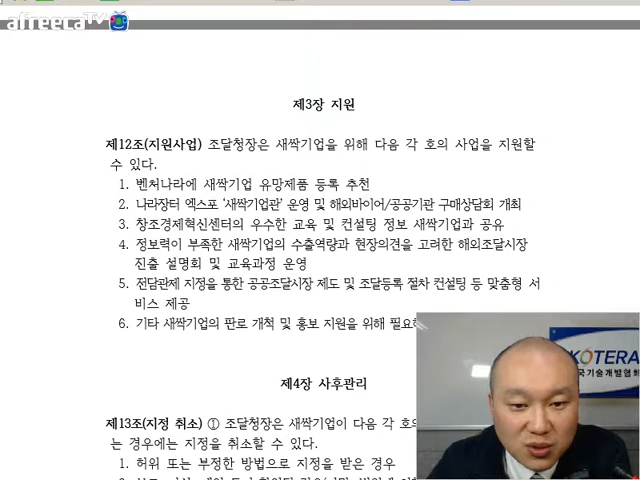 afreecaTV
제3장 지원
제12조(지원사업) 조달청장은 새싹기업을 위해 다음 각 호의 사업을 지원할
수 있다.
1. 벤처나라에 새싹기업 유망제품 등록 추천
2. 나라장터 엑스포 '새싹기업관' 운영 및 해외바이어/공공기관 구매상담회 개최
3. 창조경제혁신센터의 우수한 교육 및 컨설팅 정보 새싹기업과 공유
4. 정보력이 부족한 새싹기업의 수출역량과 현장의견을 고려한 해외조달시장
진출 설명회 및 교육과정 운영
5. 전담관제 지정을 통한 공공조달시장 제도 및 조달등록 절차 컨설팅 등 맞춤형 서
비스 제공
6. 기타 새싹기업의 판로 개척 및 홍보 지원을 위해
KOTERA
국기술개발협회
제4장 사후관리
제13조(지정 취소) ① 조달청장은 새싹기업이 다음 각 호의
는 경우에는 지정을 취소할 수 있다.
1. 허위 또는 부정한 방법으로 지정을 받은 경우